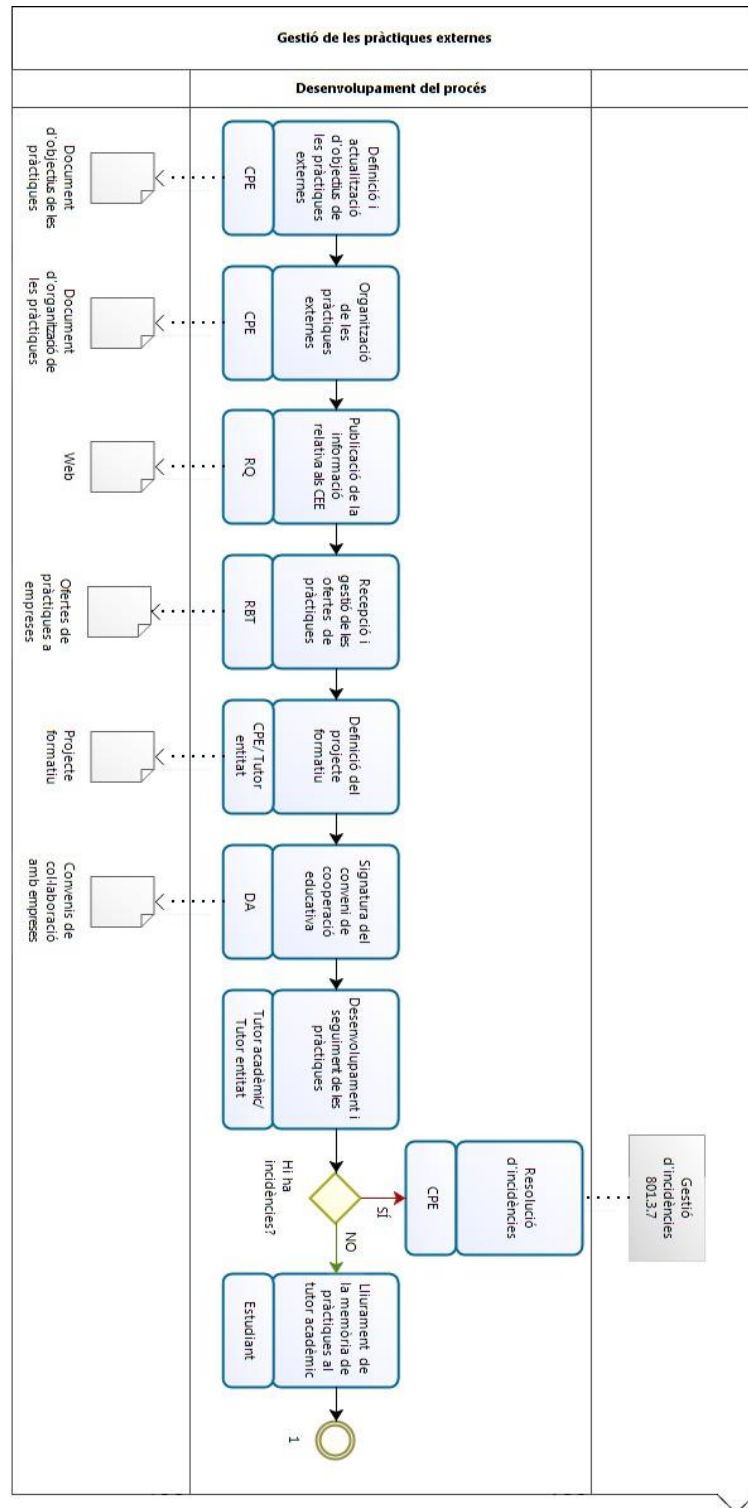 Gestió de les pràctiques externes
Desenvolupament del procés
Definició i
actualització
d'objectius de
les pràctiques
externes
CPE
Document
d'objectius de les
pràctiques
Organització
de les
pràctiques
externes
CPE
Document
d'organització de
les pràctiques
Publicació de la
informació
relativa als CEE
RQ
Web
Recepció i
gestió de les
ofertes de
pràctiques
RBT
Ofertes de
pràctiques a
empreses
Definició del
projecte
formatiu
CPE/ Tutor
entitat
Projecte
formatiu
Signatura del
conveni de
cooperació
educativa
DA
Convenis de
col·laboració
amb empreses
Desenvolupament i
seguiment de les
pràctiques
Tutor acadèmic/
Tutor entitat
Hi ha
incidències?
SÍ
NO
Resolució
d'incidències
CPE
Gestió
d'incidències
801.3.7
Lliurament de
la memòria de
pràctiques al
tutor acadèmic
Estudiant
1